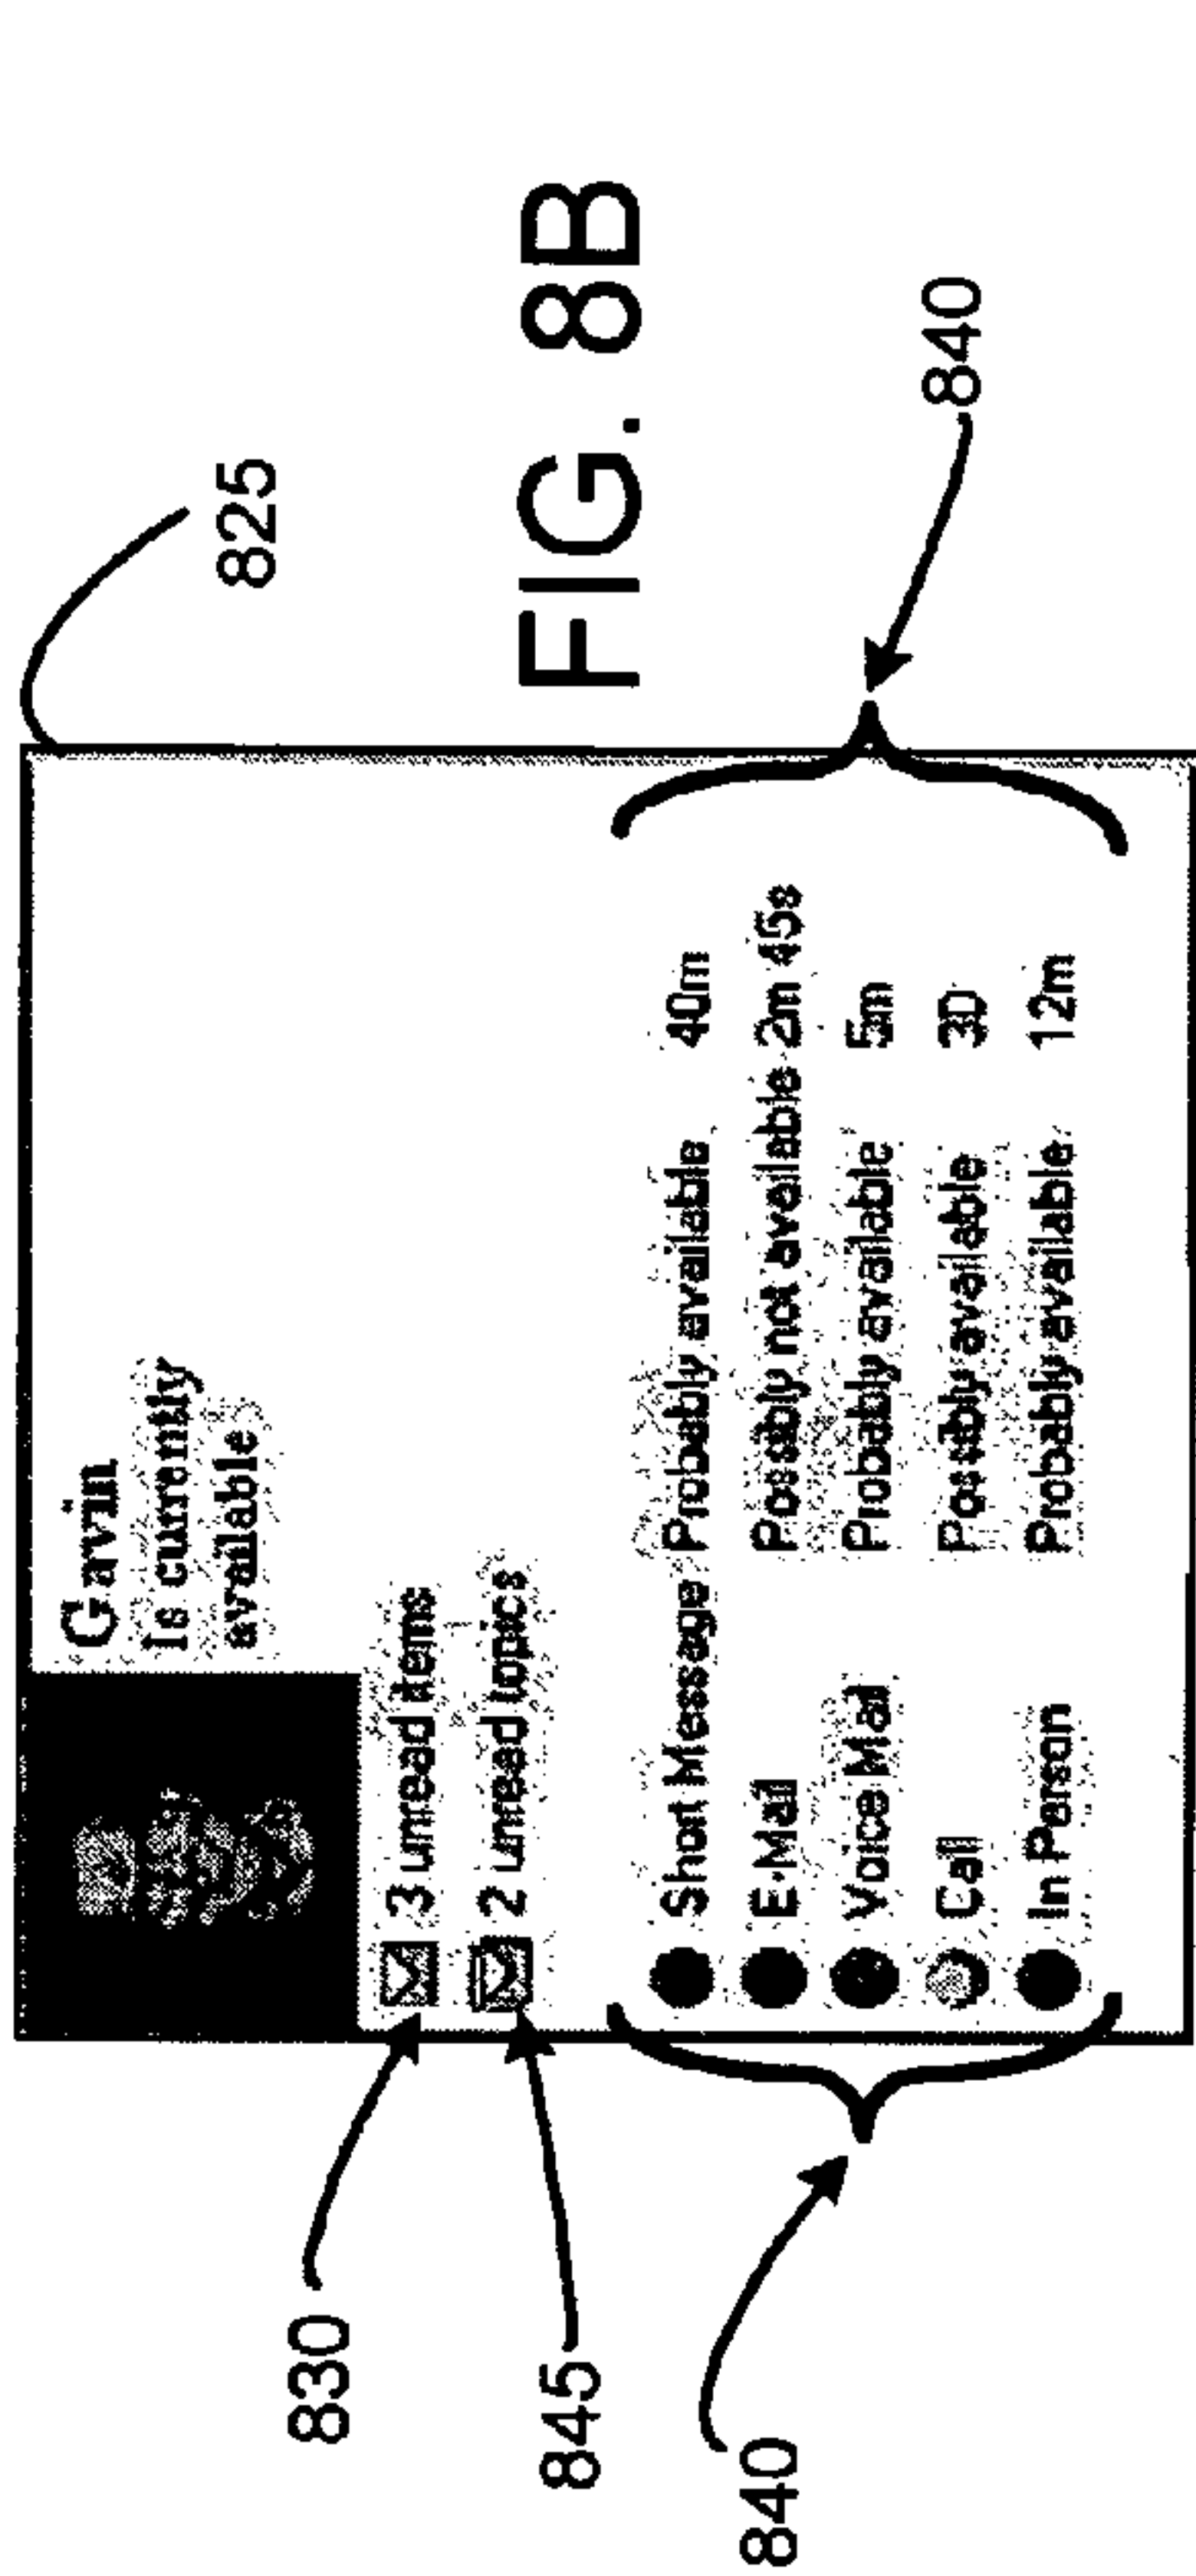 Gavin
Is currently
available
3 unread items
2 unread topics
Short Message Probably available 40m
E-Mail Possibly not available 2m 45s
Voice Mail Probably available 5m
Call Possibly available 3D
In Person Probably available 12m
825
830
845
840
840
FIG. 8B